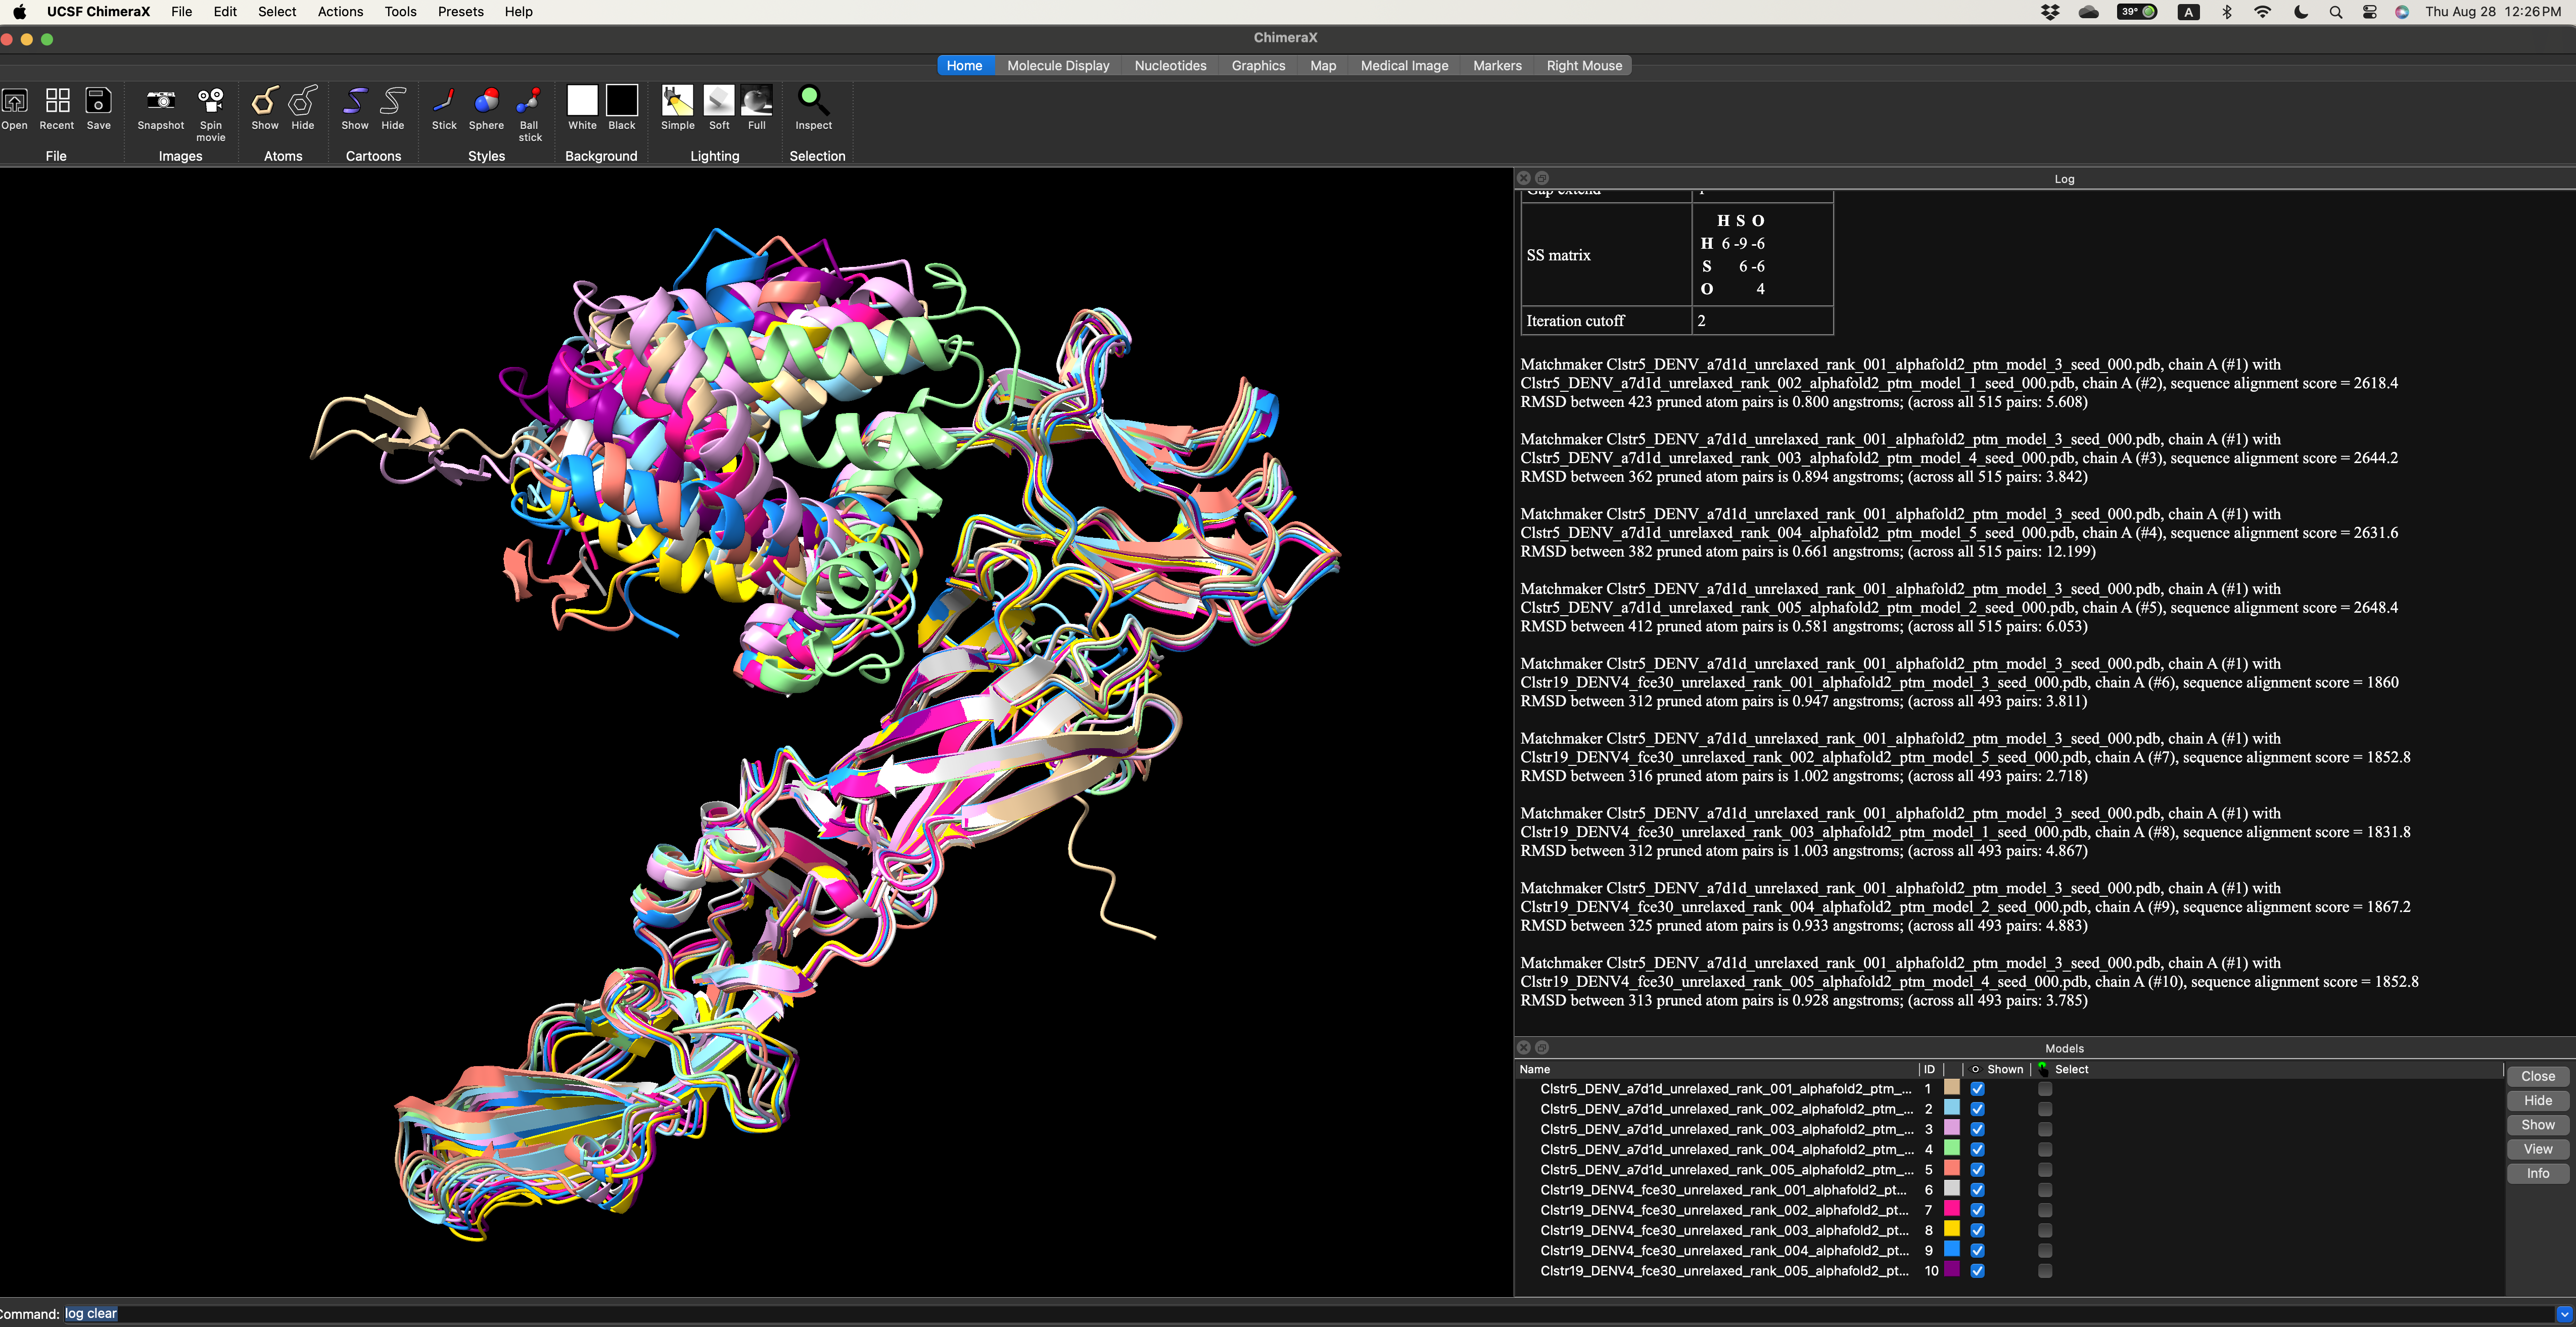 UCSF ChimeraX File Edit Select Actions Tools Presets Help
39° A Thu Aug 28 12:26 PM
ChimeraX
Home Molecule Display Nucleotides Graphics Map Medical Image Markers Right Mouse
Open Recent Save Snapshot Spin movie Show Hide Show Hide Stick Sphere Ball stick White Black Simple Soft Full Inspect
File Images Atoms Cartoons Styles Background Lighting Selection
Log
Gap extend 1
H S O
H 6 -9 -6
SS matrix
S 6 -6
O 4
Iteration cutoff 2
Matchmaker Clstr5_DENV_a7d1d_unrelaxed_rank_001_alphafold2_ptm_model_3_seed_000.pdb, chain A (#1) with
Clstr5_DENV_a7d1d_unrelaxed_rank_002_alphafold2_ptm_model_1_seed_000.pdb, chain A (#2), sequence alignment score = 2618.4
RMSD between 423 pruned atom pairs is 0.800 angstroms; (across all 515 pairs: 5.608)
Matchmaker Clstr5_DENV_a7d1d_unrelaxed_rank_001_alphafold2_ptm_model_3_seed_000.pdb, chain A (#1) with
Clstr5_DENV_a7d1d_unrelaxed_rank_003_alphafold2_ptm_model_4_seed_000.pdb, chain A (#3), sequence alignment score = 2644.2
RMSD between 362 pruned atom pairs is 0.894 angstroms; (across all 515 pairs: 3.842)
Matchmaker Clstr5_DENV_a7d1d_unrelaxed_rank_001_alphafold2_ptm_model_3_seed_000.pdb, chain A (#1) with
Clstr5_DENV_a7d1d_unrelaxed_rank_004_alphafold2_ptm_model_5_seed_000.pdb, chain A (#4), sequence alignment score = 2631.6
RMSD between 382 pruned atom pairs is 0.661 angstroms; (across all 515 pairs: 12.199)
Matchmaker Clstr5_DENV_a7d1d_unrelaxed_rank_001_alphafold2_ptm_model_3_seed_000.pdb, chain A (#1) with
Clstr5_DENV_a7d1d_unrelaxed_rank_005_alphafold2_ptm_model_2_seed_000.pdb, chain A (#5), sequence alignment score = 2648.4
RMSD between 412 pruned atom pairs is 0.581 angstroms; (across all 515 pairs: 6.053)
Matchmaker Clstr5_DENV_a7d1d_unrelaxed_rank_001_alphafold2_ptm_model_3_seed_000.pdb, chain A (#1) with
Clstr19_DENV4_fce30_unrelaxed_rank_001_alphafold2_ptm_model_3_seed_000.pdb, chain A (#6), sequence alignment score = 1860
RMSD between 312 pruned atom pairs is 0.947 angstroms; (across all 493 pairs: 3.811)
Matchmaker Clstr5_DENV_a7d1d_unrelaxed_rank_001_alphafold2_ptm_model_3_seed_000.pdb, chain A (#1) with
Clstr19_DENV4_fce30_unrelaxed_rank_002_alphafold2_ptm_model_5_seed_000.pdb, chain A (#7), sequence alignment score = 1852.8
RMSD between 316 pruned atom pairs is 1.002 angstroms; (across all 493 pairs: 2.718)
Matchmaker Clstr5_DENV_a7d1d_unrelaxed_rank_001_alphafold2_ptm_model_3_seed_000.pdb, chain A (#1) with
Clstr19_DENV4_fce30_unrelaxed_rank_003_alphafold2_ptm_model_1_seed_000.pdb, chain A (#8), sequence alignment score = 1831.8
RMSD between 312 pruned atom pairs is 1.003 angstroms; (across all 493 pairs: 4.867)
Matchmaker Clstr5_DENV_a7d1d_unrelaxed_rank_001_alphafold2_ptm_model_3_seed_000.pdb, chain A (#1) with
Clstr19_DENV4_fce30_unrelaxed_rank_004_alphafold2_ptm_model_2_seed_000.pdb, chain A (#9), sequence alignment score = 1867.2
RMSD between 325 pruned atom pairs is 0.933 angstroms; (across all 493 pairs: 4.883)
Matchmaker Clstr5_DENV_a7d1d_unrelaxed_rank_001_alphafold2_ptm_model_3_seed_000.pdb, chain A (#1) with
Clstr19_DENV4_fce30_unrelaxed_rank_005_alphafold2_ptm_model_4_seed_000.pdb, chain A (#10), sequence alignment score = 1852.8
RMSD between 313 pruned atom pairs is 0.928 angstroms; (across all 493 pairs: 3.785)
Models
Name ID Shown Select
Clstr5_DENV_a7d1d_unrelaxed_rank_001_alphafold2_ptm_... 1
Clstr5_DENV_a7d1d_unrelaxed_rank_002_alphafold2_ptm_... 2
Clstr5_DENV_a7d1d_unrelaxed_rank_003_alphafold2_ptm_... 3
Clstr5_DENV_a7d1d_unrelaxed_rank_004_alphafold2_ptm_... 4
Clstr5_DENV_a7d1d_unrelaxed_rank_005_alphafold2_ptm_... 5
Clstr19_DENV4_fce30_unrelaxed_rank_001_alphafold2_pt... 6
Clstr19_DENV4_fce30_unrelaxed_rank_002_alphafold2_pt... 7
Clstr19_DENV4_fce30_unrelaxed_rank_003_alphafold2_pt... 8
Clstr19_DENV4_fce30_unrelaxed_rank_004_alphafold2_pt... 9
Clstr19_DENV4_fce30_unrelaxed_rank_005_alphafold2_pt... 10
Close
Hide
Show
View
Info
Command: log clear